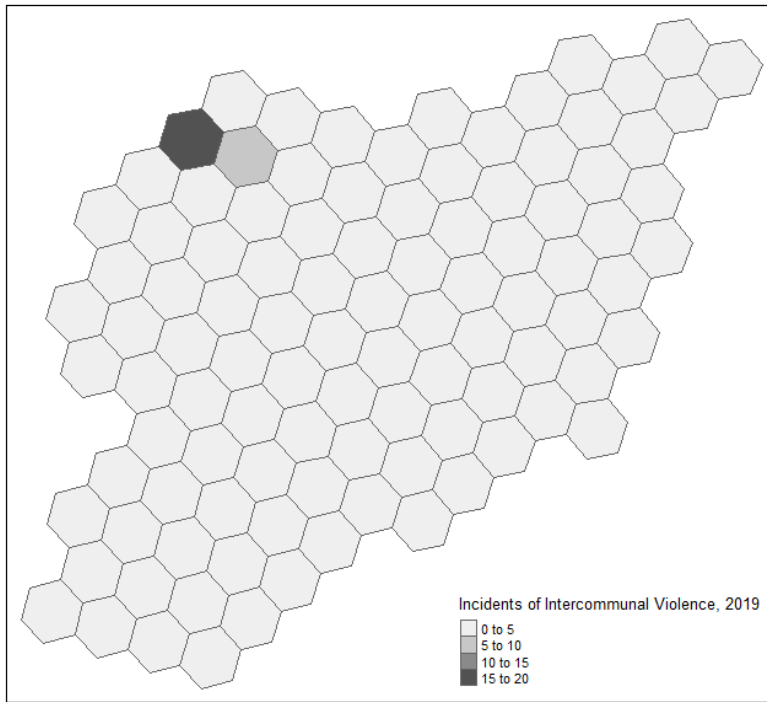 Incidents of Intercommunal Violence, 2019
0 to 5
5 to 10
10 to 15
15 to 20